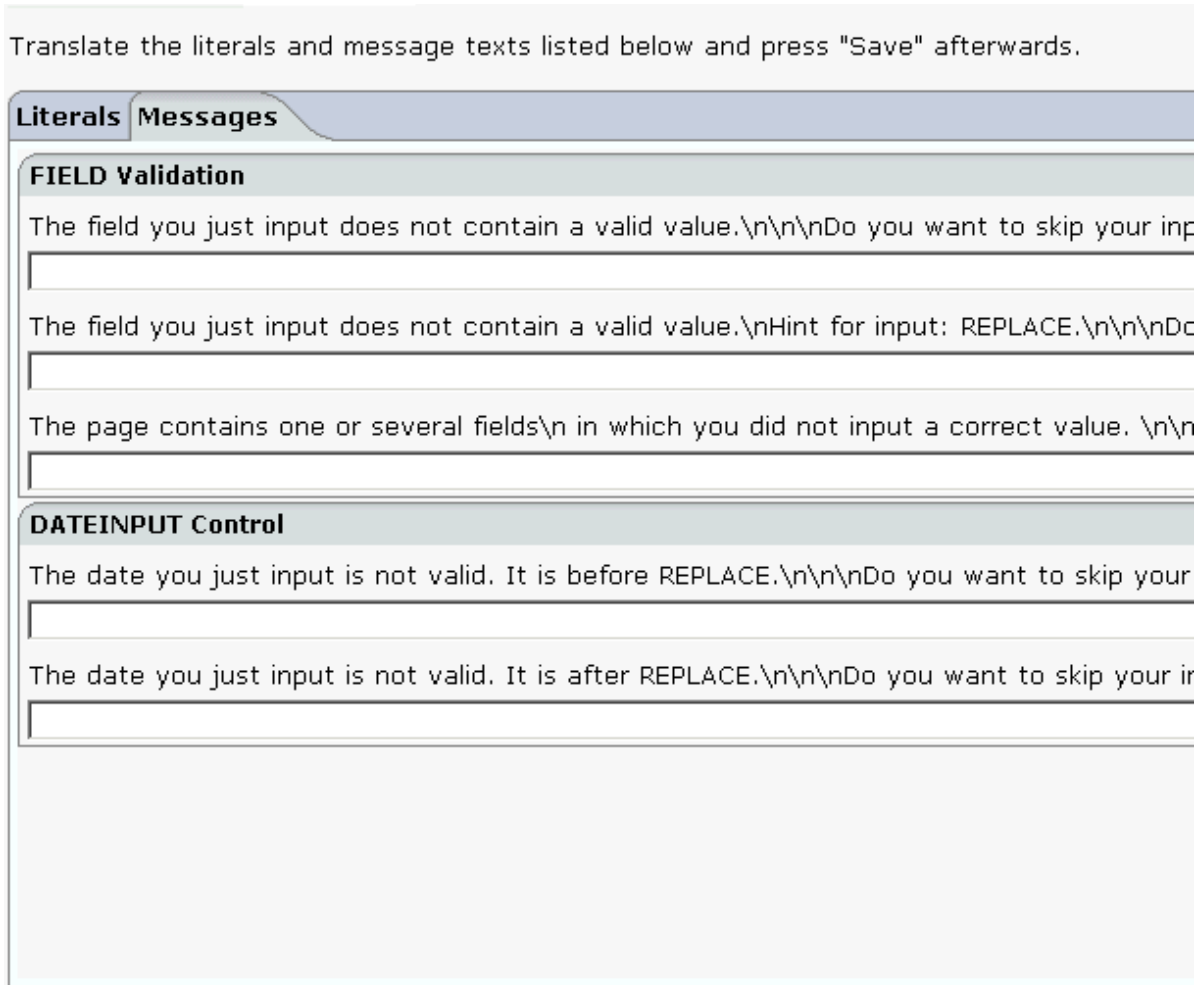 Translate the literals and message texts listed below and press "Save" afterwards.
Literals Messages
FIELD Validation
The field you just input does not contain a valid value.\n\n\nDo you want to skip your
The field you just input does not contain a valid value.\nHint for input: REPLACE.\n\n\nDo
The page contains one or several fields\n in which you did not input a correct value. \n\n
DATEINPUT Control
The date you just input is not valid. It is before REPLACE.\n\n\nDo you want to skip your
The date you just input is not valid. It is after REPLACE.\n\n\nDo you want to skip your